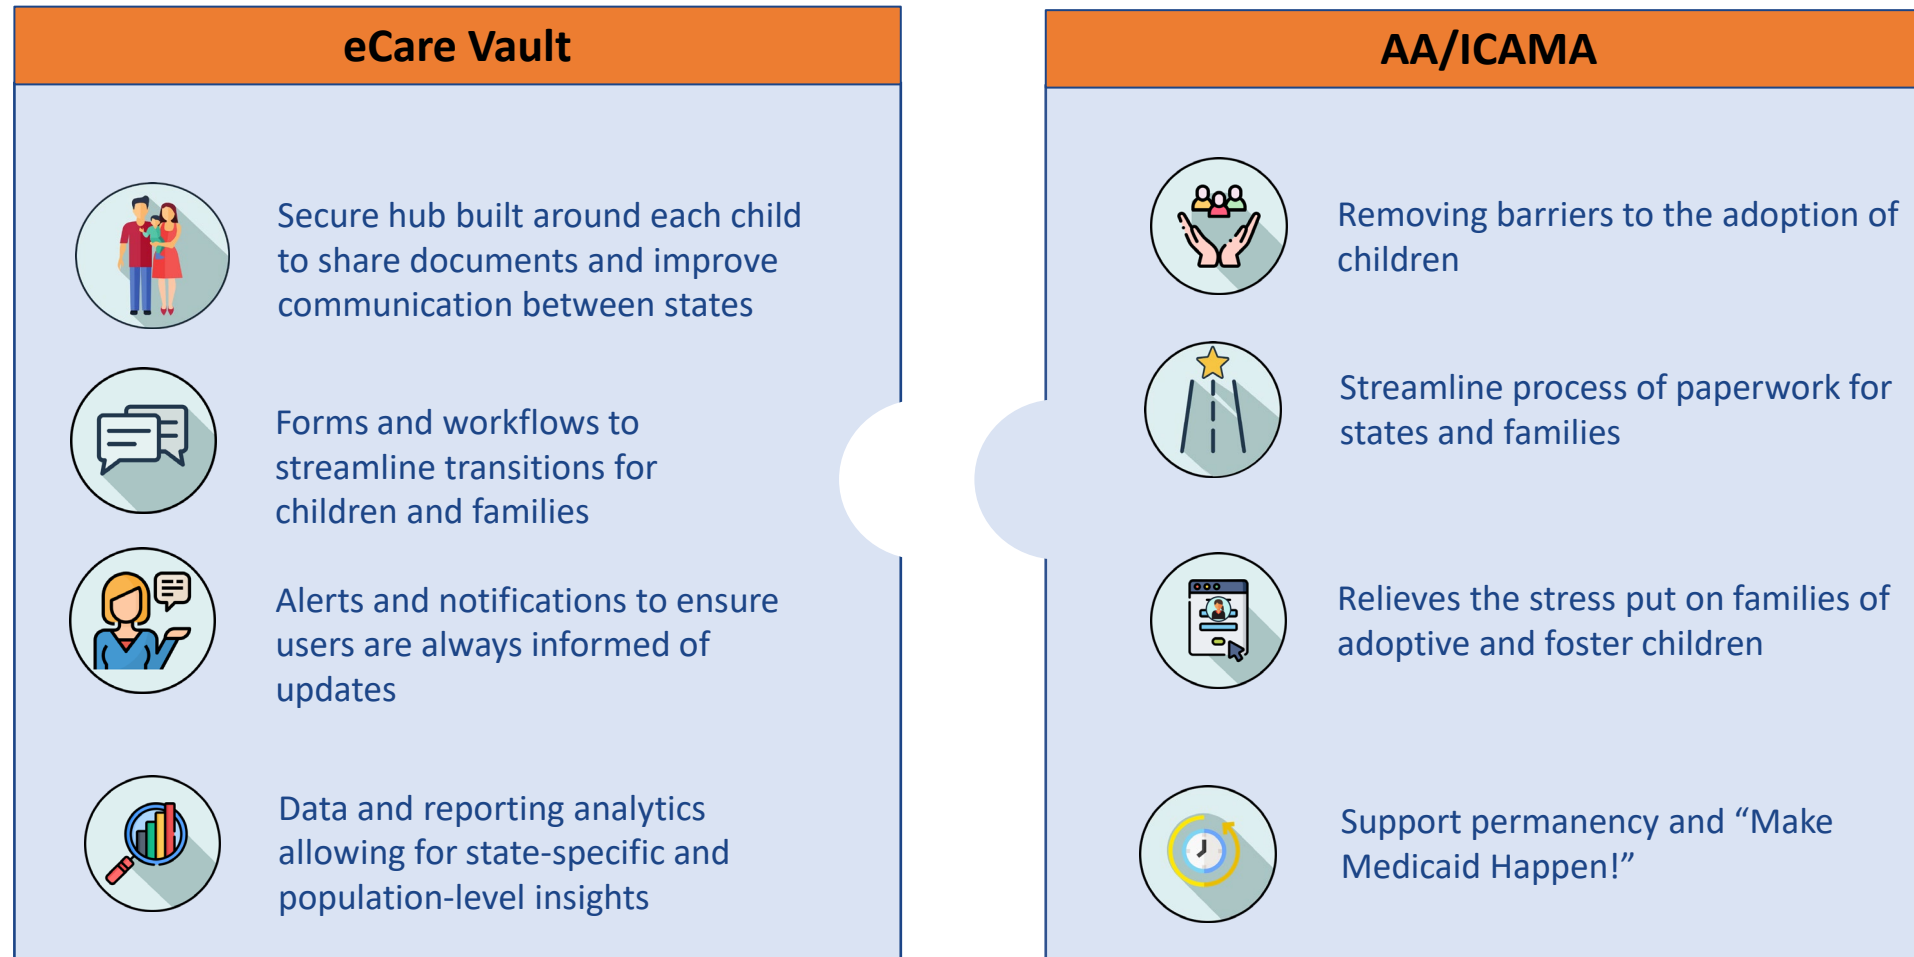 eCare Vault
Secure hub built around each child
to share documents and improve
communication between states
Forms and workflows to
streamline transitions for
children and families
Alerts and notifications to ensure
users are always informed of
updates
Data and reporting analytics
allowing for state-specific and
population-level insights
AA/ICAMA
Removing barriers to the adoption of
children
Streamline process of paperwork for
states and families
Relieves the stress put on families of
adoptive and foster children
Support permanency and “Make
Medicaid Happen!”